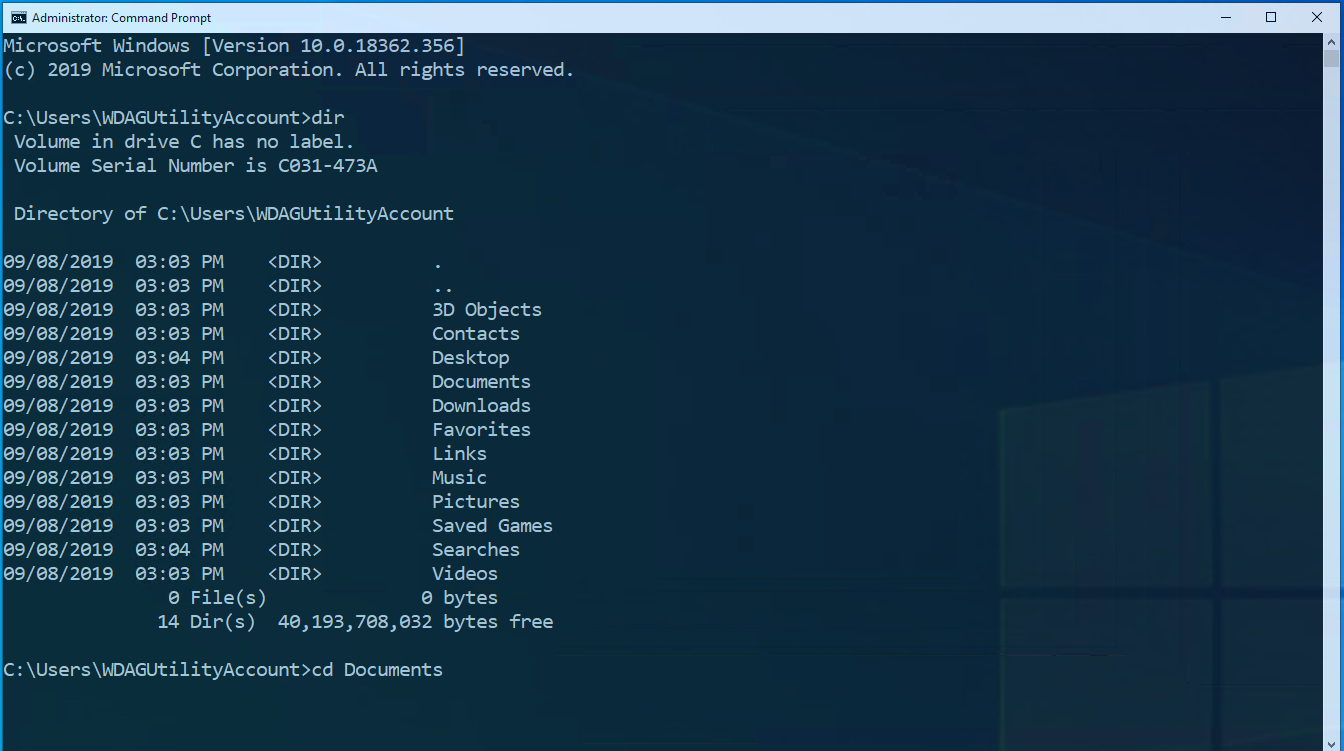 Administrator: Command Prompt
Microsoft Windows [Version 10.0.18362.356]
(c) 2019 Microsoft Corporation. All rights reserved.
C:\Users\WDAGUtilityAccount>dir
 Volume in drive C has no label.
 Volume Serial Number is C031-473A
 Directory of C:\Users\WDAGUtilityAccount
09/08/2019  03:03 PM    <DIR>          .
09/08/2019  03:03 PM    <DIR>          ..
09/08/2019  03:03 PM    <DIR>          3D Objects
09/08/2019  03:03 PM    <DIR>          Contacts
09/08/2019  03:04 PM    <DIR>          Desktop
09/08/2019  03:03 PM    <DIR>          Documents
09/08/2019  03:03 PM    <DIR>          Downloads
09/08/2019  03:03 PM    <DIR>          Favorites
09/08/2019  03:03 PM    <DIR>          Links
09/08/2019  03:03 PM    <DIR>          Music
09/08/2019  03:03 PM    <DIR>          Pictures
09/08/2019  03:03 PM    <DIR>          Saved Games
09/08/2019  03:04 PM    <DIR>          Searches
09/08/2019  03:03 PM    <DIR>          Videos
               0 File(s)              0 bytes
              14 Dir(s)  40,193,708,032 bytes free
C:\Users\WDAGUtilityAccount>cd Documents